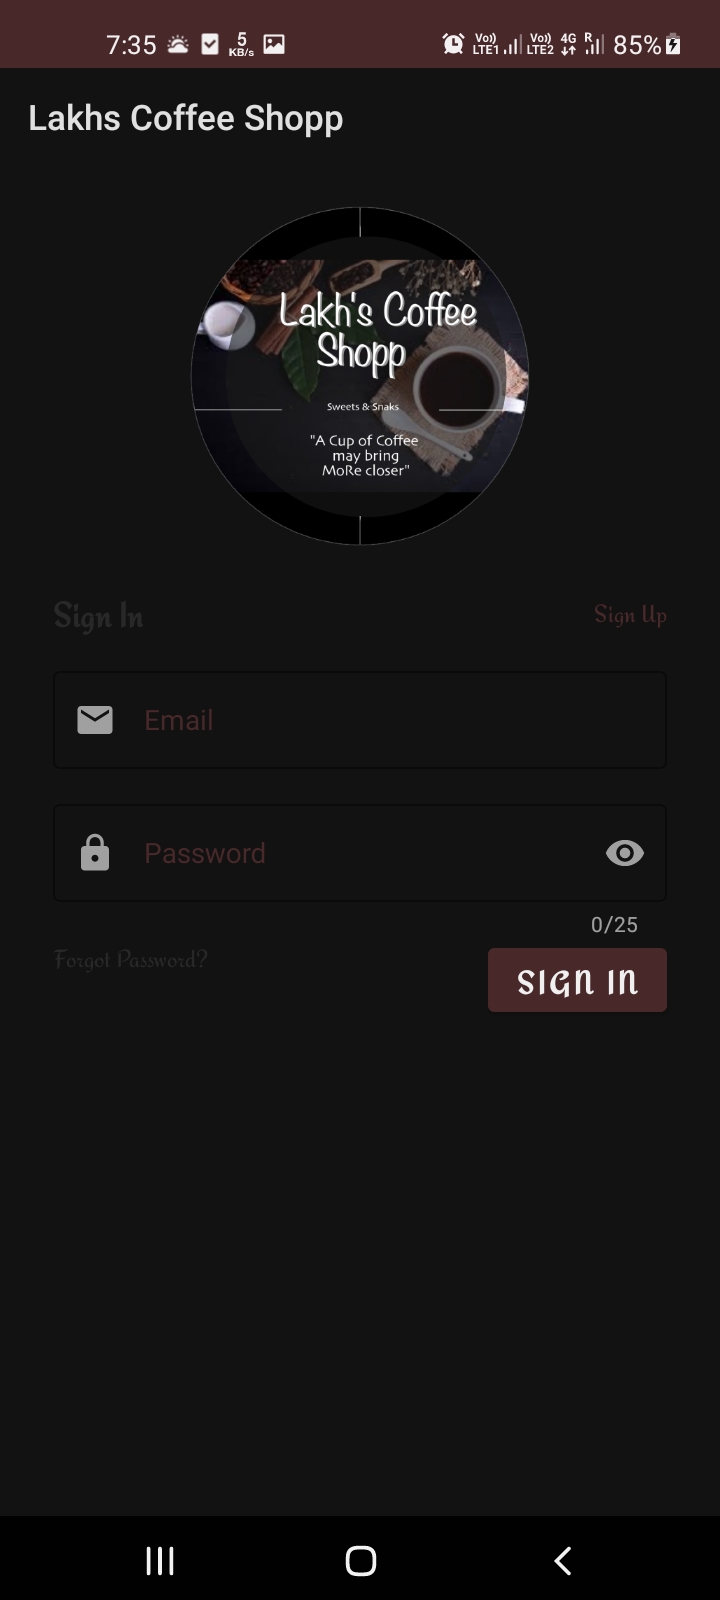 7:35 5 KB/s Vo)) LTE1 Vo)) LTE2 4G R 85%
Lakhs Coffee Shopp
Lakh's Coffee
Shopp
Sweets & Snaks
"A Cup of Coffee
may bring
MoRe closer"
Sign In Sign Up
Email
Password
0/25
Forgot Password? SIGN IN